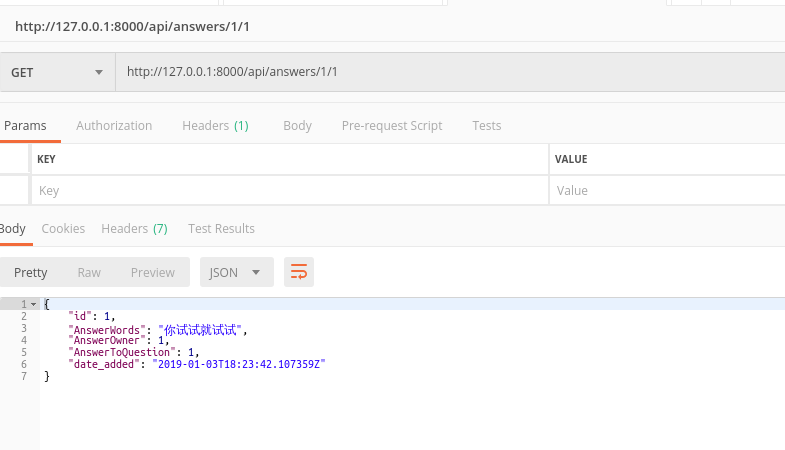 http://127.0.0.1:8000/api/answers/1/1
GET http://127.0.0.1:8000/api/answers/1/1
Params Authorization Headers (1) Body Pre-request Script Tests
KEY VALUE
Key Value
Body Cookies Headers (7) Test Results
Pretty Raw Preview JSON
1 {
2 "id": 1,
3 "AnswerWords": "你试试就试试",
4 "AnswerOwner": 1,
5 "AnswerToQuestion": 1,
6 "date_added": "2019-01-03T18:23:42.107359Z"
7 }